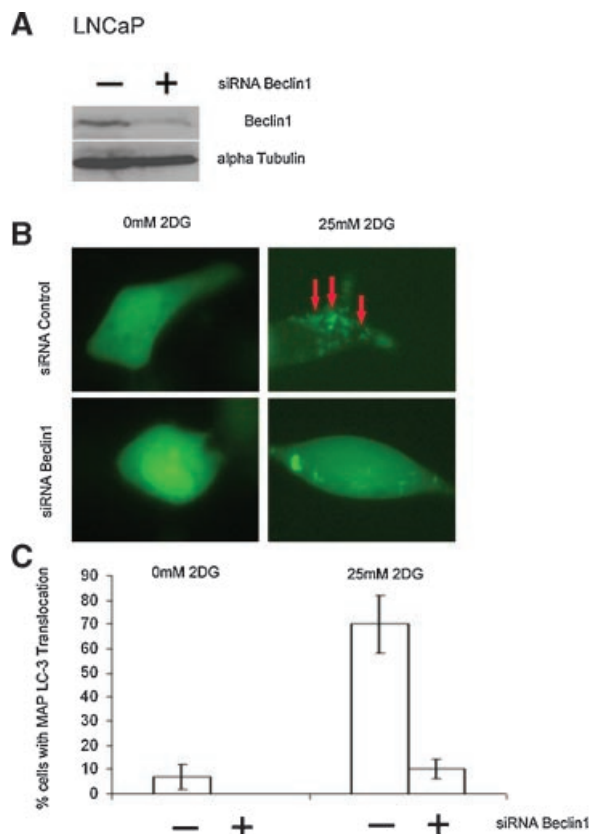 A LNCaP
− + siRNA Beclin1
Beclin1
alpha Tubulin
B 0mM 2DG 25mM 2DG
siRNA Control
siRNA Beclin1
C
0mM 2DG 25mM 2DG
% cells with MAP LC-3 Translocation
90
80
70
60
50
40
30
20
10
0
− + − + siRNA Beclin1